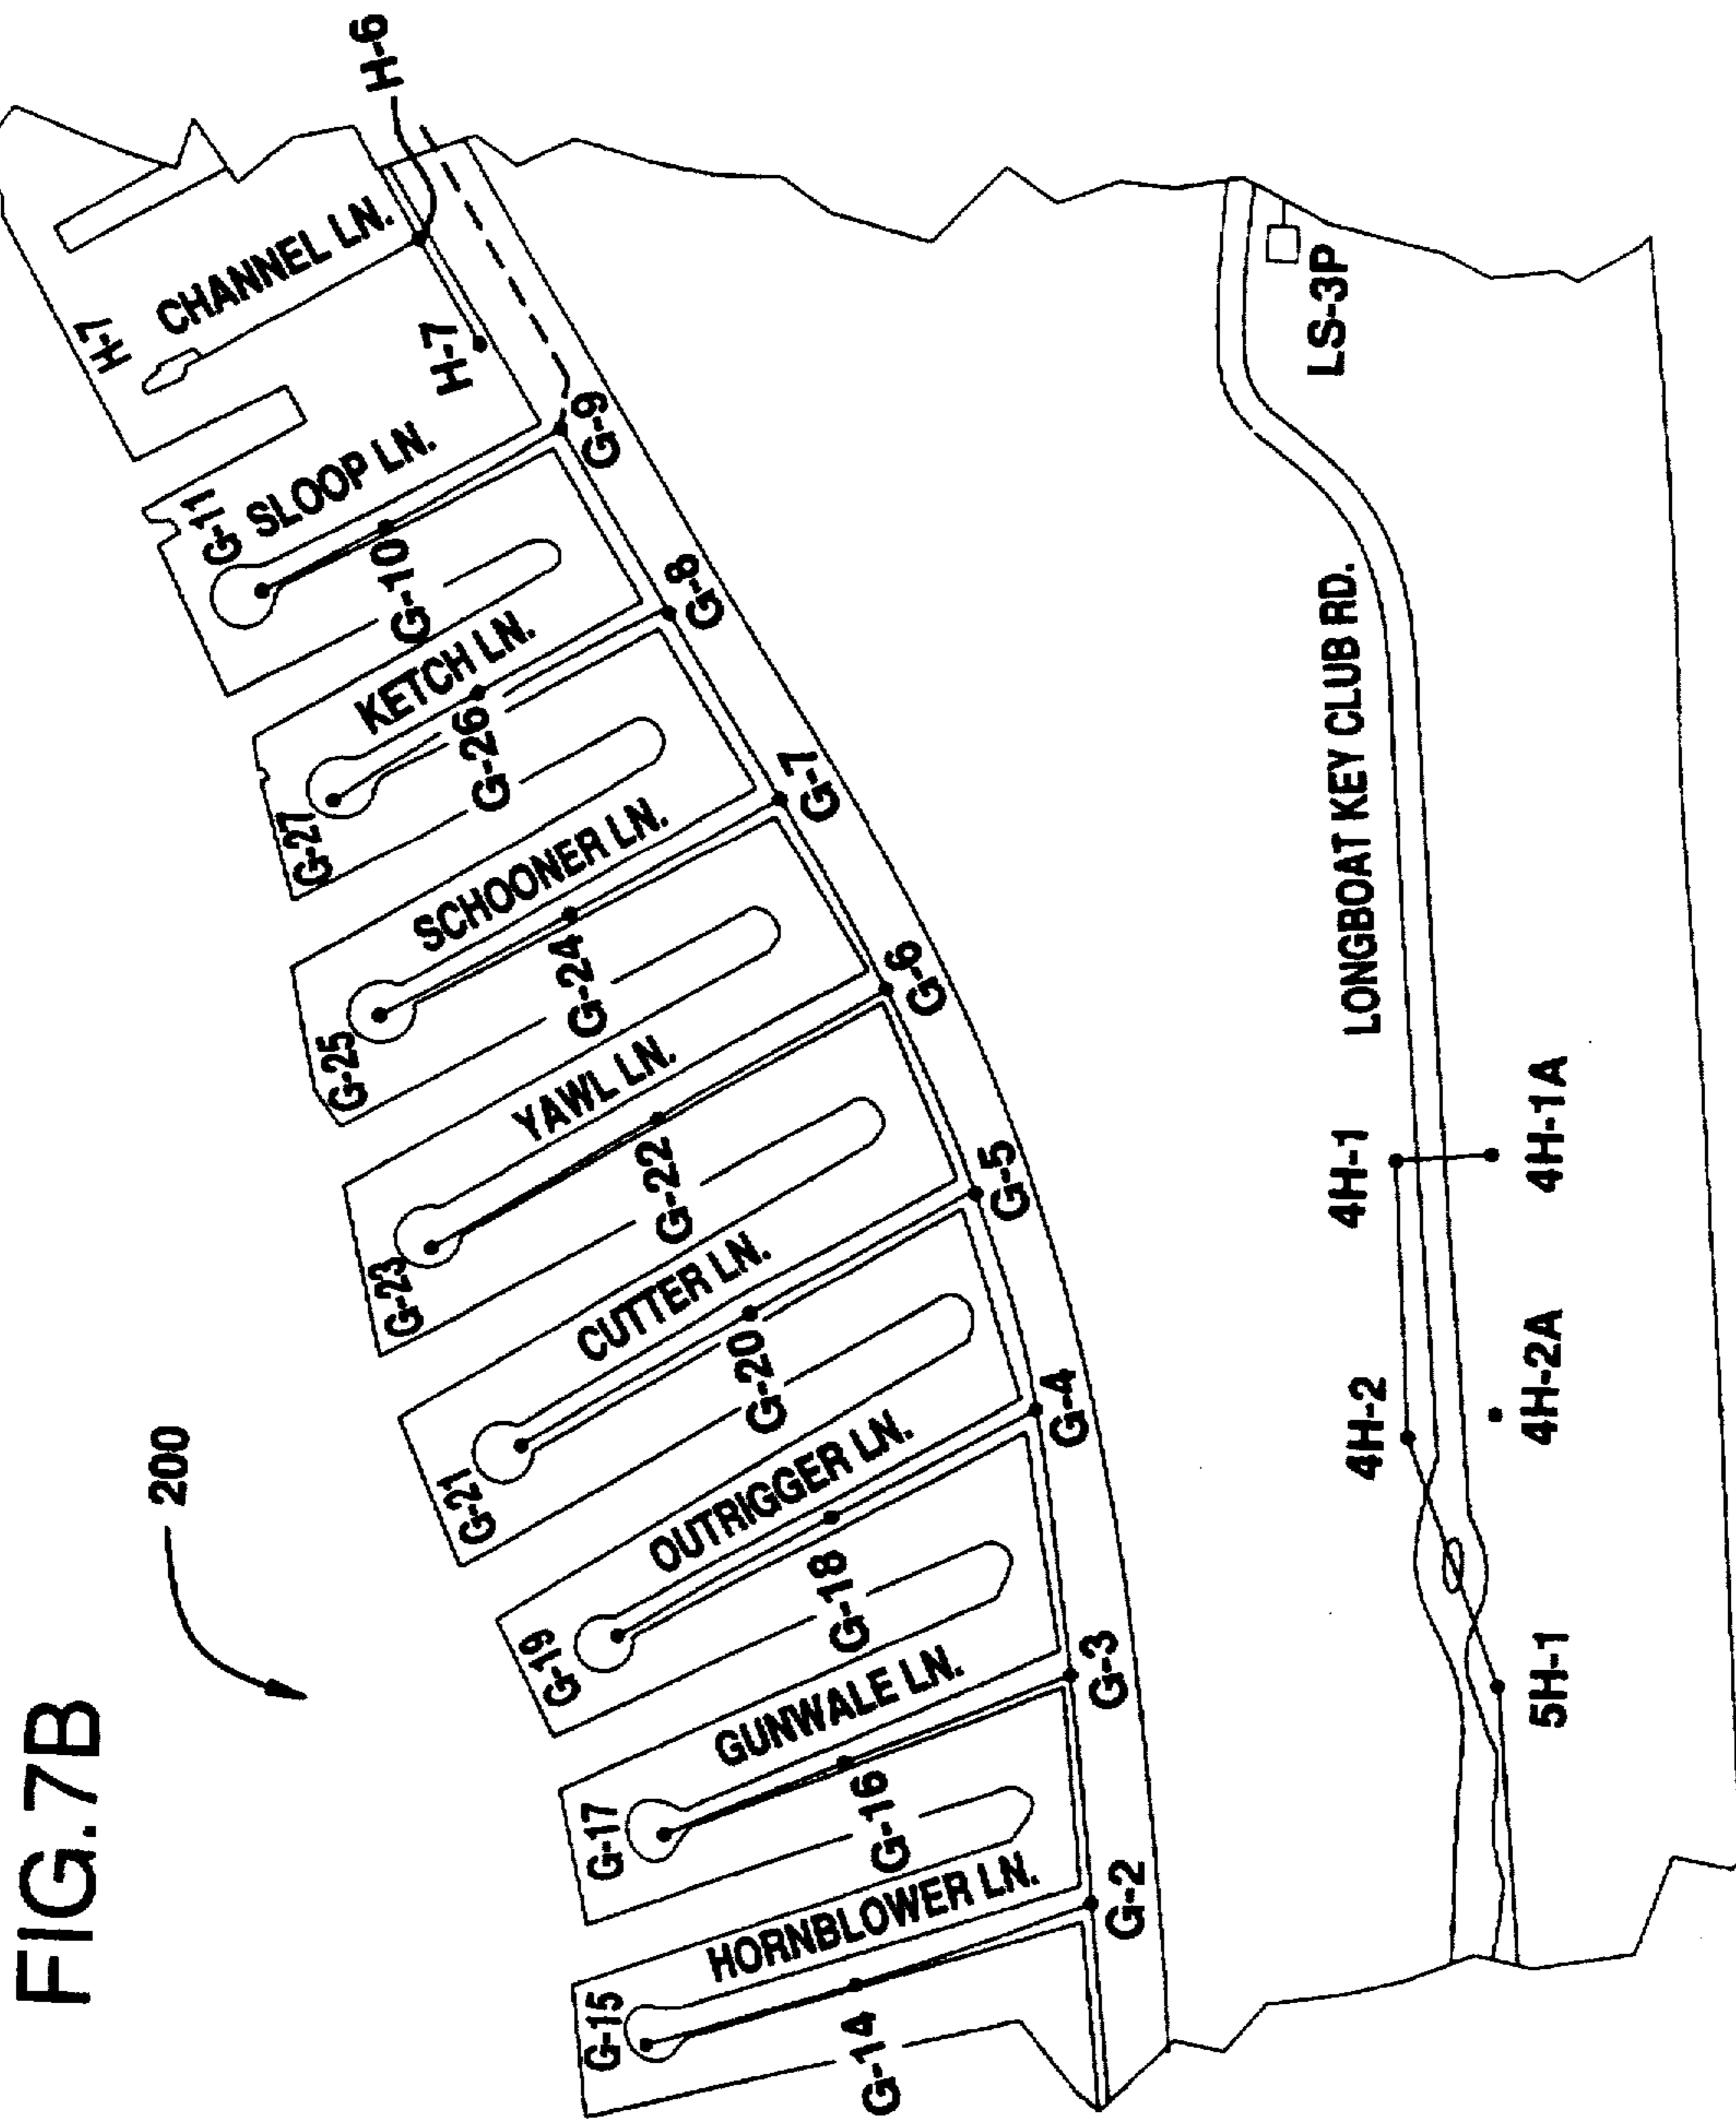 FIG.7B
200
H-6
H-7
CHANNEL LN.
H-7
G-11
SLOOP LN.
G-10
G-9
G-27
KETCH LN.
G-26
G-8
G-25
SCHOONER LN.
G-24
G-7
G-23
YAWL LN.
G-22
G-6
G-21
CUTTER LN.
G-20
G-5
G-19
OUTRIGGER LN.
G-18
G-4
G-17
GUNWALE LN.
G-16
G-3
G-15
HORNBLOWER LN.
G-14
G-2
LS-3P
LONGBOAT KEY CLUB RD.
4H-1
4H-1A
4H-2
4H-2A
5H-1